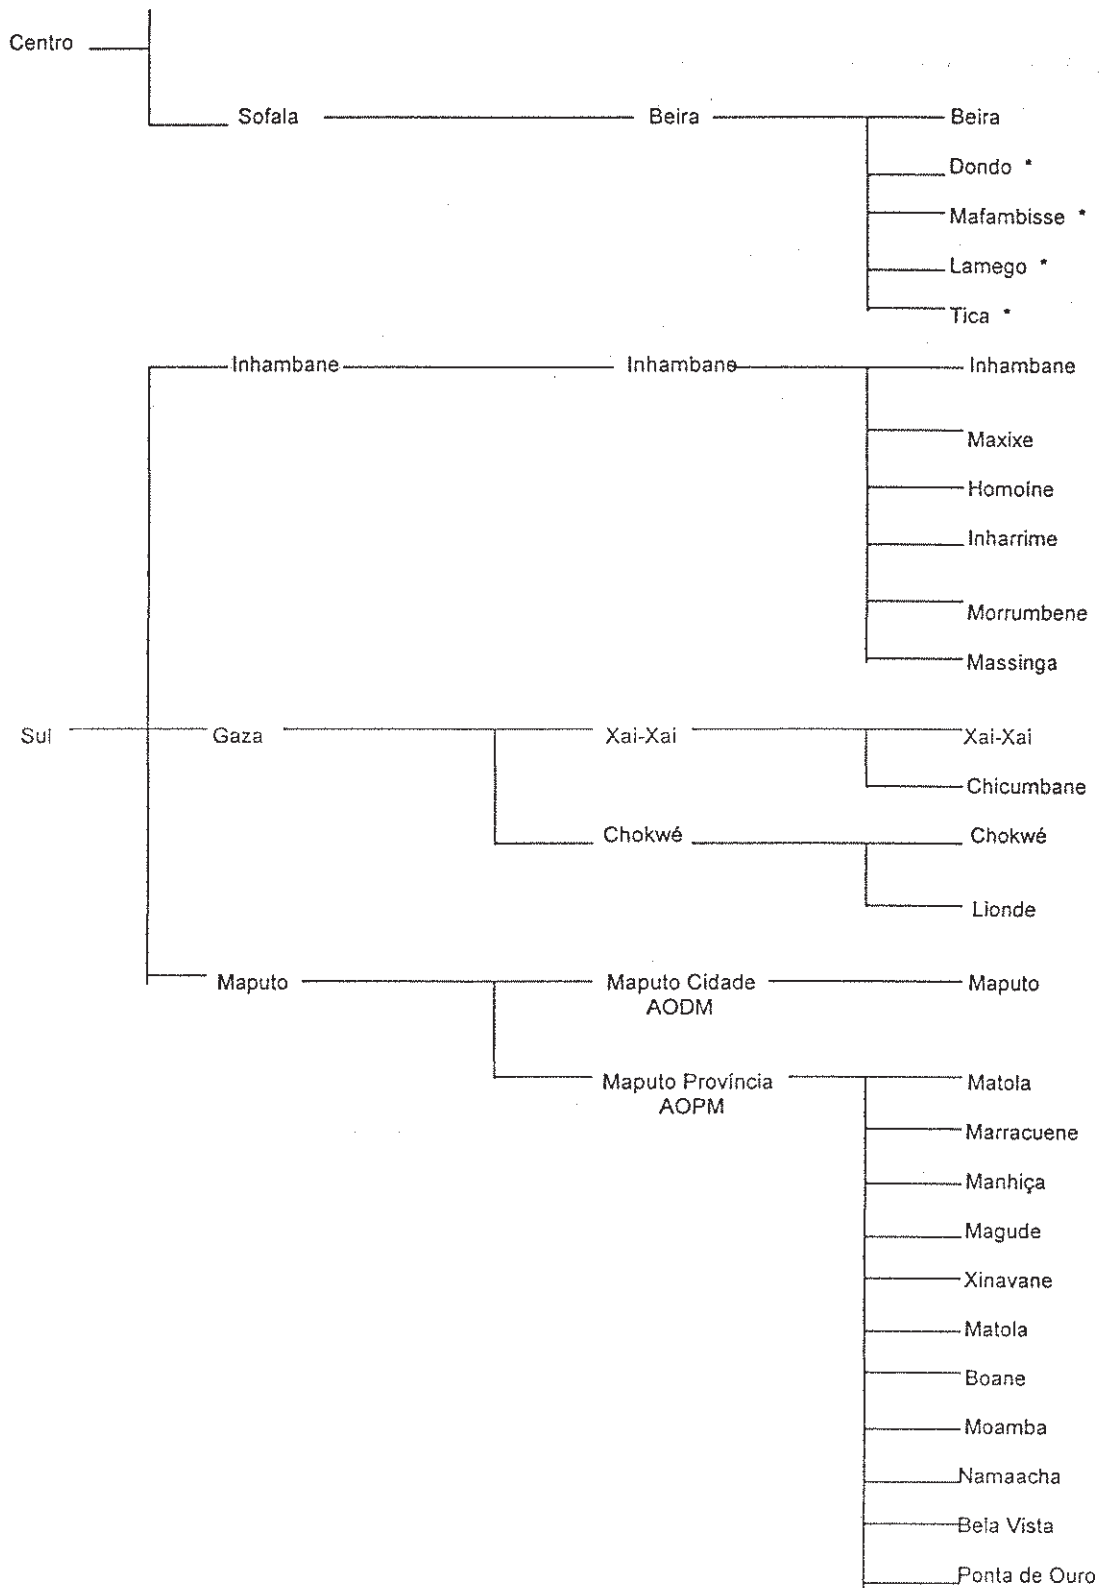 Centro
Sofala Beira Beira
Dondo *
Mafambisse *
Lamego *
Tica *
Inhambane Inhambane Inhambane
Maxixe
Homoíne
Inharrime
Morrumbene
Massinga
Sul Gaza Xai-Xai Xai-Xai
Chicumbane
Chokwé Chokwé
Lionde
Maputo Maputo Cidade Maputo
AODM
Maputo Província Matola
AOPM
Marracuene
Manhiça
Magude
Xinavane
Matola
Boane
Moamba
Namaacha
Bela Vista
Ponta de Ouro